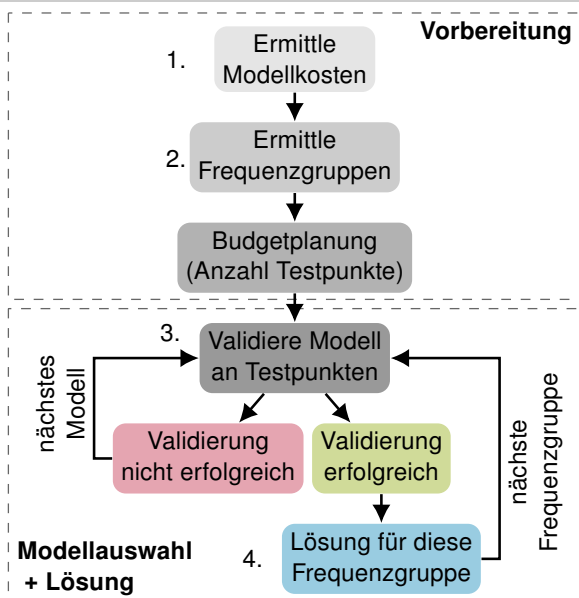 Vorbereitung
1.
Ermittle
Modellkosten
2.
Ermittle
Frequenzgruppen
Budgetplanung
(Anzahl Testpunkte)
3.
Validiere Modell
an Testpunkten
nächstes
Modell
Validierung
nicht erfolgreich
Validierung
erfolgreich
nächste
Frequenzgruppe
4.
Lösung für diese
Frequenzgruppe
Modellauswahl
+ Lösung